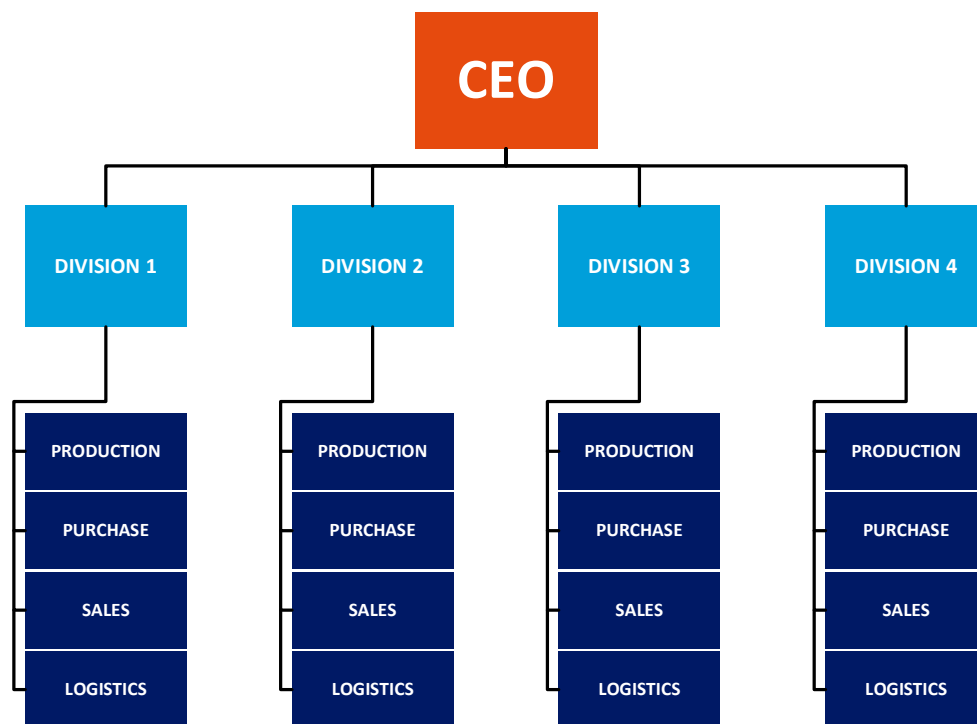 CEO
DIVISION 1
DIVISION 2
DIVISION 3
DIVISION 4
PRODUCTION
PRODUCTION
PRODUCTION
PRODUCTION
PURCHASE
PURCHASE
PURCHASE
PURCHASE
SALES
SALES
SALES
SALES
LOGISTICS
LOGISTICS
LOGISTICS
LOGISTICS